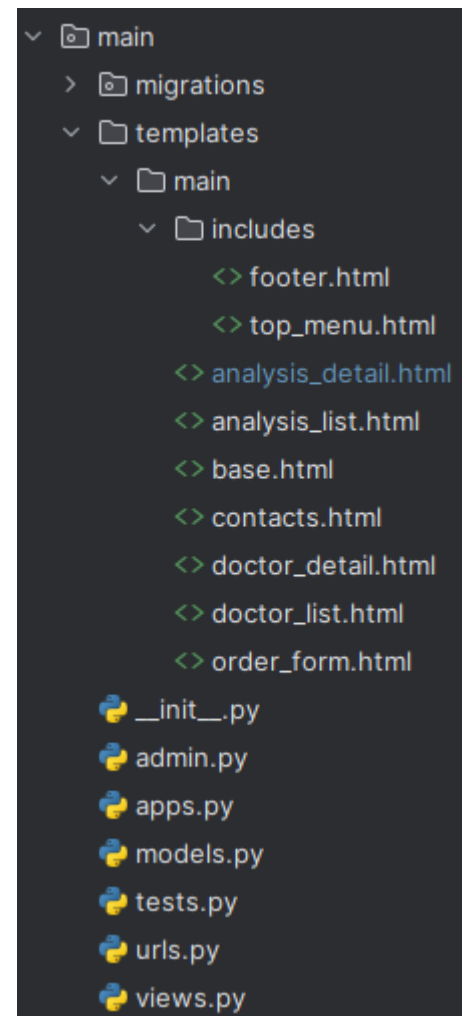 main
migrations
templates
main
includes
footer.html
top_menu.html
analysis_detail.html
analysis_list.html
base.html
contacts.html
doctor_detail.html
doctor_list.html
order_form.html
__init__.py
admin.py
apps.py
models.py
tests.py
urls.py
views.py